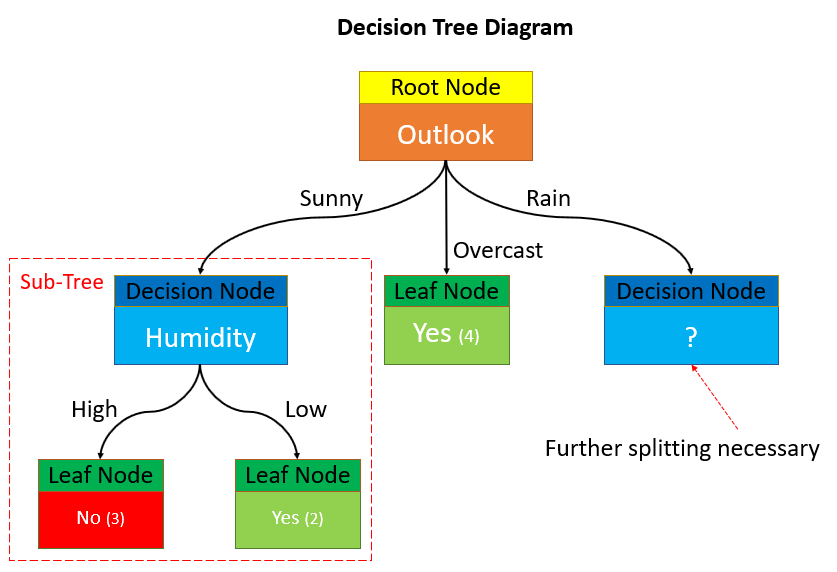 Decision Tree Diagram
Root Node
Outlook
Sunny
Rain
Overcast
Sub-Tree
Decision Node
Humidity
Leaf Node
Yes (4)
Decision Node
?
High
Low
Further splitting necessary
Leaf Node
No (3)
Leaf Node
Yes (2)